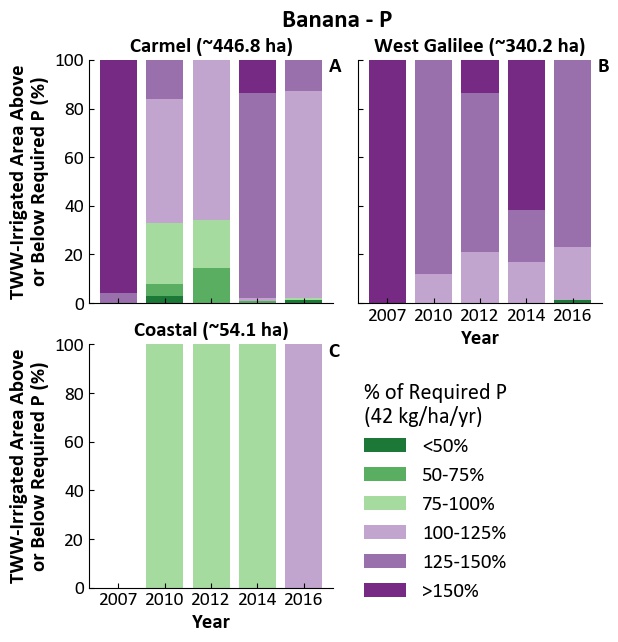 Banana - P
Carmel (~446.8 ha)
West Galilee (~340.2 ha)
A
B
TWW-Irrigated Area Above
or Below Required P (%)
100
80
60
40
20
0
2007 2010 2012 2014 2016
Year
Coastal (~54.1 ha)
C
TWW-Irrigated Area Above
or Below Required P (%)
100
80
60
40
20
0
2007 2010 2012 2014 2016
Year
% of Required P
(42 kg/ha/yr)
<50%
50-75%
75-100%
100-125%
125-150%
>150%